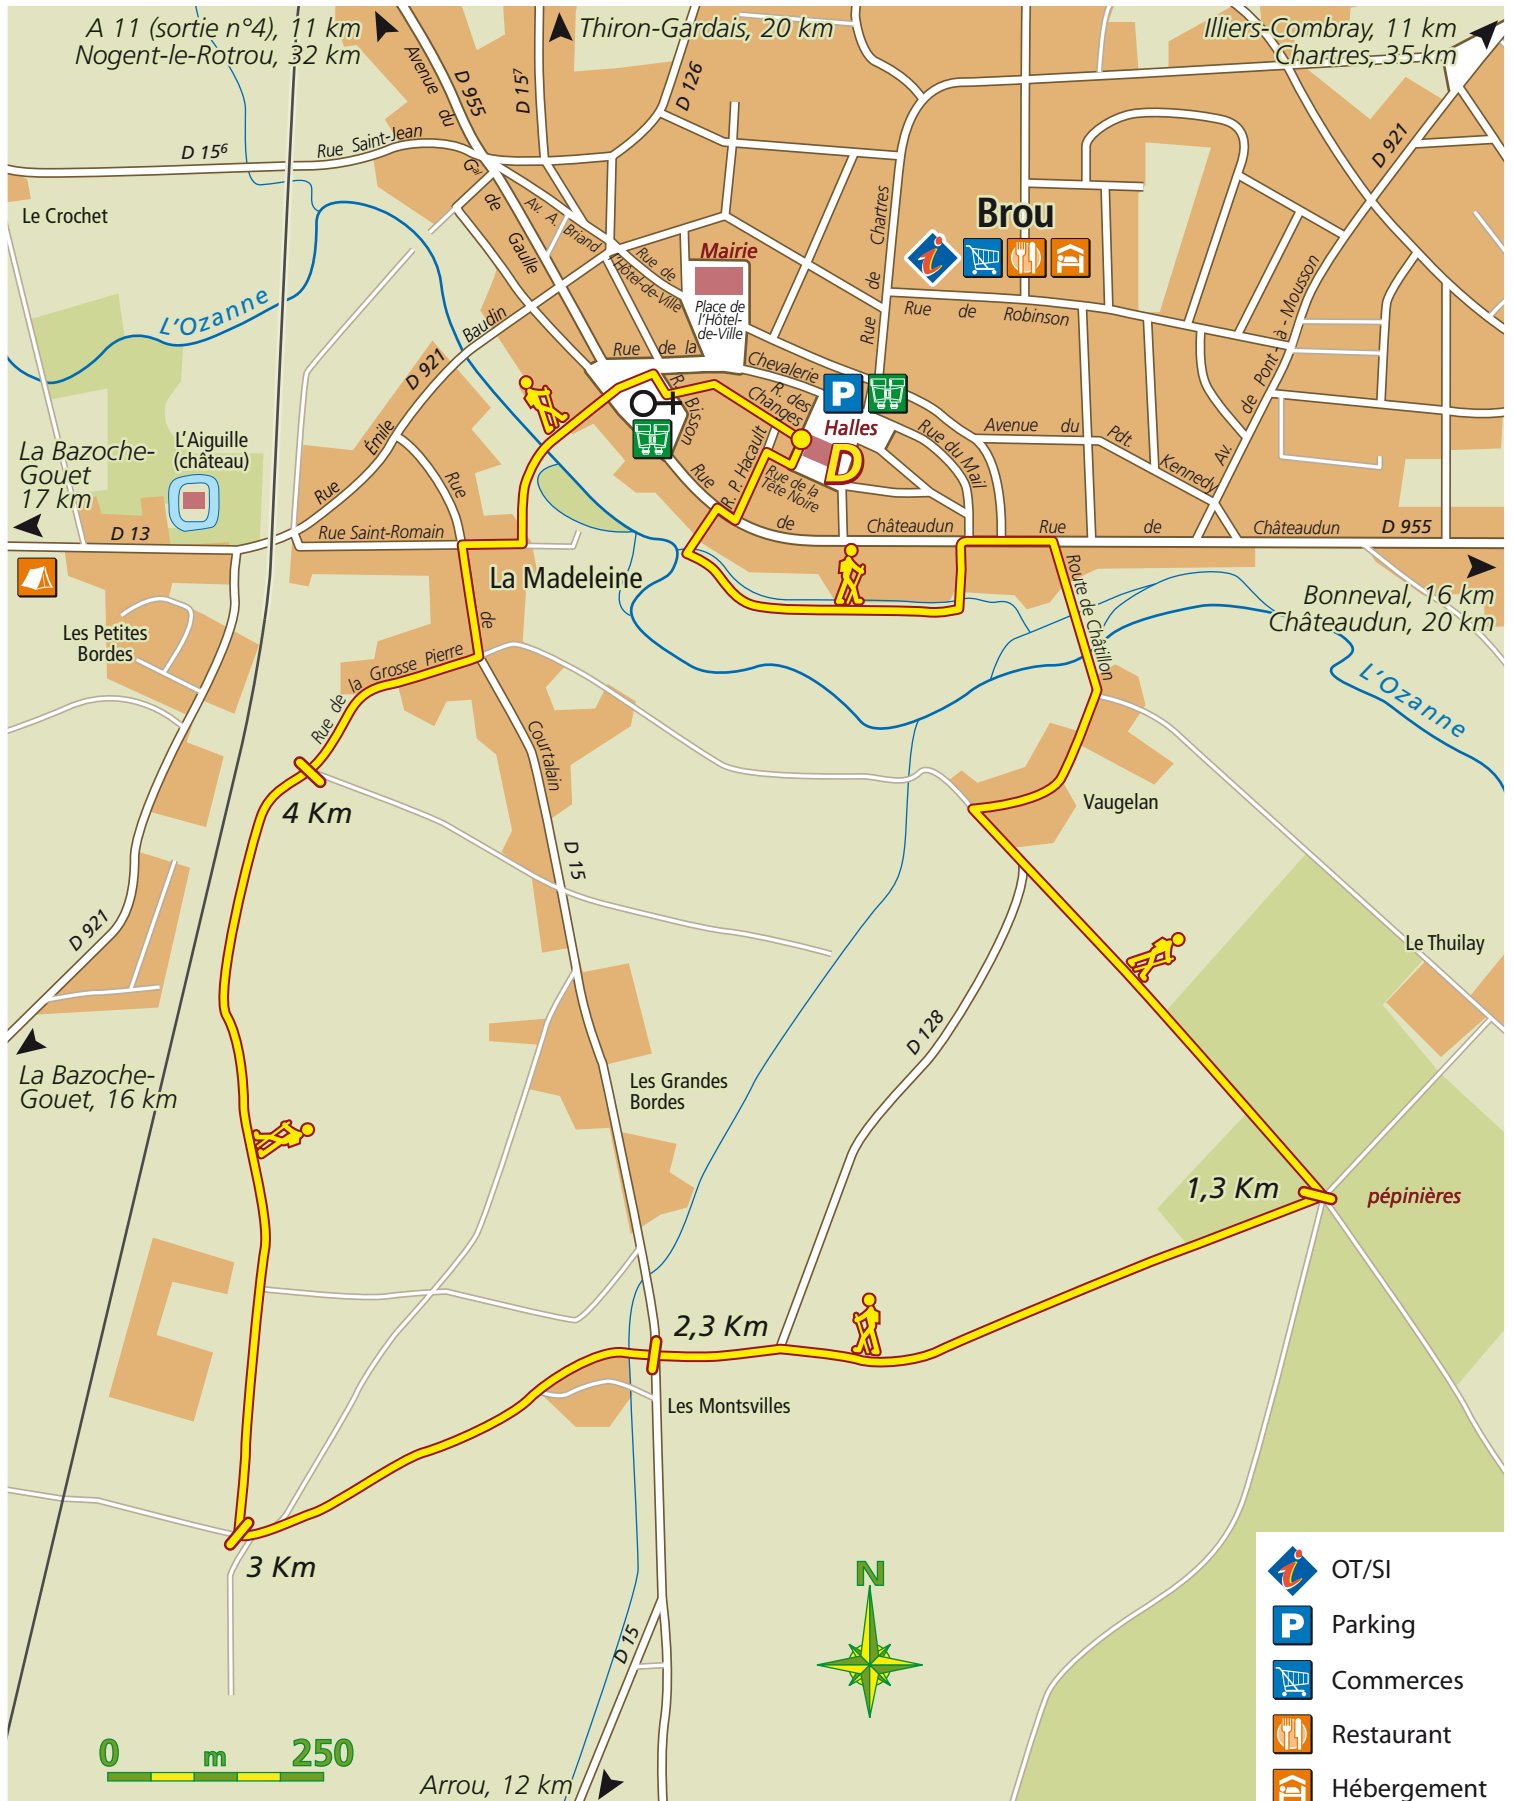 A 11 (sortie n°4), 11 km
Nogent-le-Rotrou, 32 km
Thiron-Gardais, 20 km
Illiers-Combray, 11 km
Chartres, 35 km
Avenue du Gal de Gaulle
D 955
D 157
D 126
D 921
D 156
Rue Saint-Jean
Le Crochet
Av. A. Briand
Rue de
l'Hôtel-de-Ville
Mairie
Place de
l'Hôtel-
de-Ville
Rue de Chartres
Brou
i
Rue de Robinson
Av. de Pont-à-Mousson
L'Ozanne
Rue Émile Baudin
D 921
Rue de la Chevalerie
R. Bisson
R. des
Changes
P
Halles
D
Rue du Mail
Avenue du Pdt. Kennedy
La Bazoche-
Gouet
17 km
L'Aiguille
(château)
R. P. Hacault
Rue de la
Tête Noire
D 13
Rue Saint-Romain
Rue de Châteaudun
Rue de Châteaudun
D 955
La Madeleine
Route de Châtillon
Bonneval, 16 km
Châteaudun, 20 km
Les Petites
Bordes
Rue de la Grosse Pierre
Rue de Courtalain
L'Ozanne
4 Km
Vaugelan
D 15
D 921
Le Thuilay
D 128
La Bazoche-
Gouet, 16 km
Les Grandes
Bordes
1,3 Km
pépinières
2,3 Km
Les Montsvilles
3 Km
N
D 15
0 m 250
Arrou, 12 km
i OT/SI
P Parking
Commerces
Restaurant
Hébergement